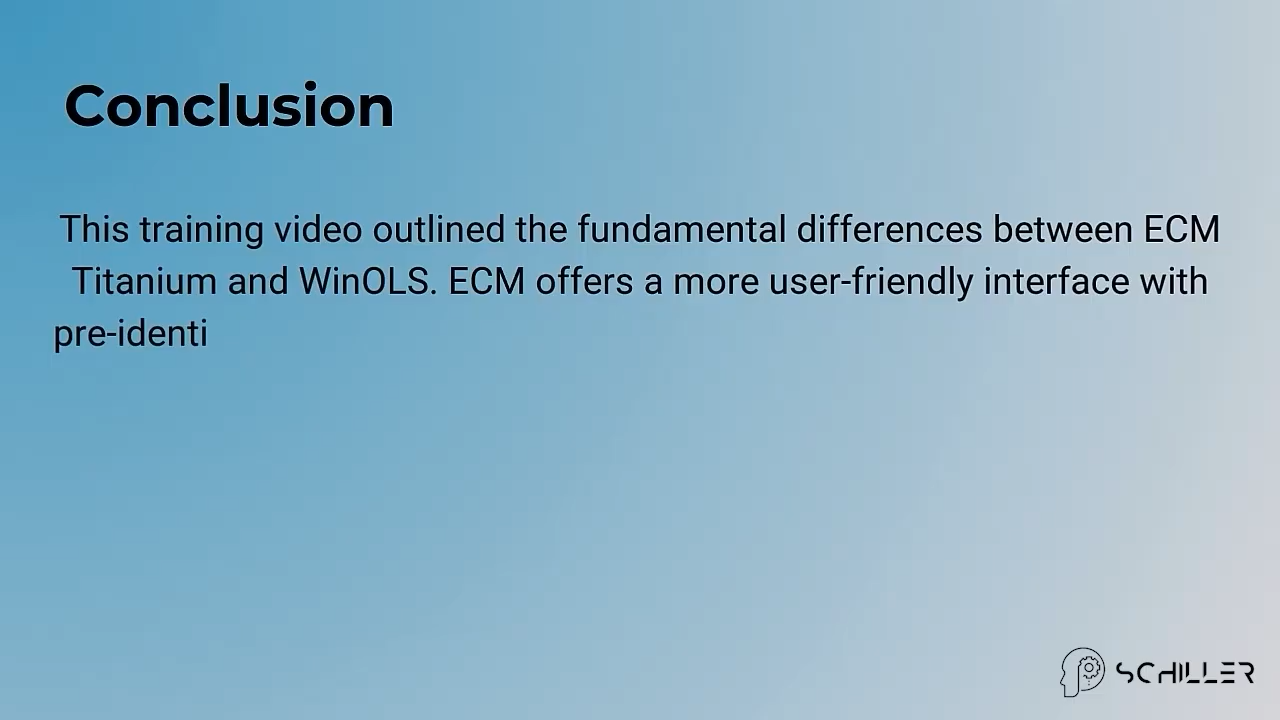 Conclusion
This training video outlined the fundamental differences between ECM
Titanium and WinOLS. ECM offers a more user-friendly interface with
pre-identi
SCHILLER